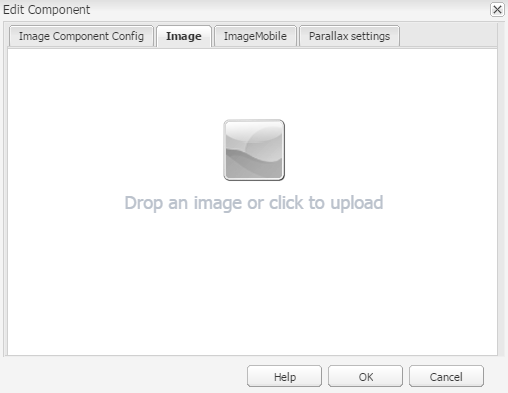 Edit Component
Image Component Config
Image
ImageMobile
Parallax settings
Drop an image or click to upload
Help
OK
Cancel